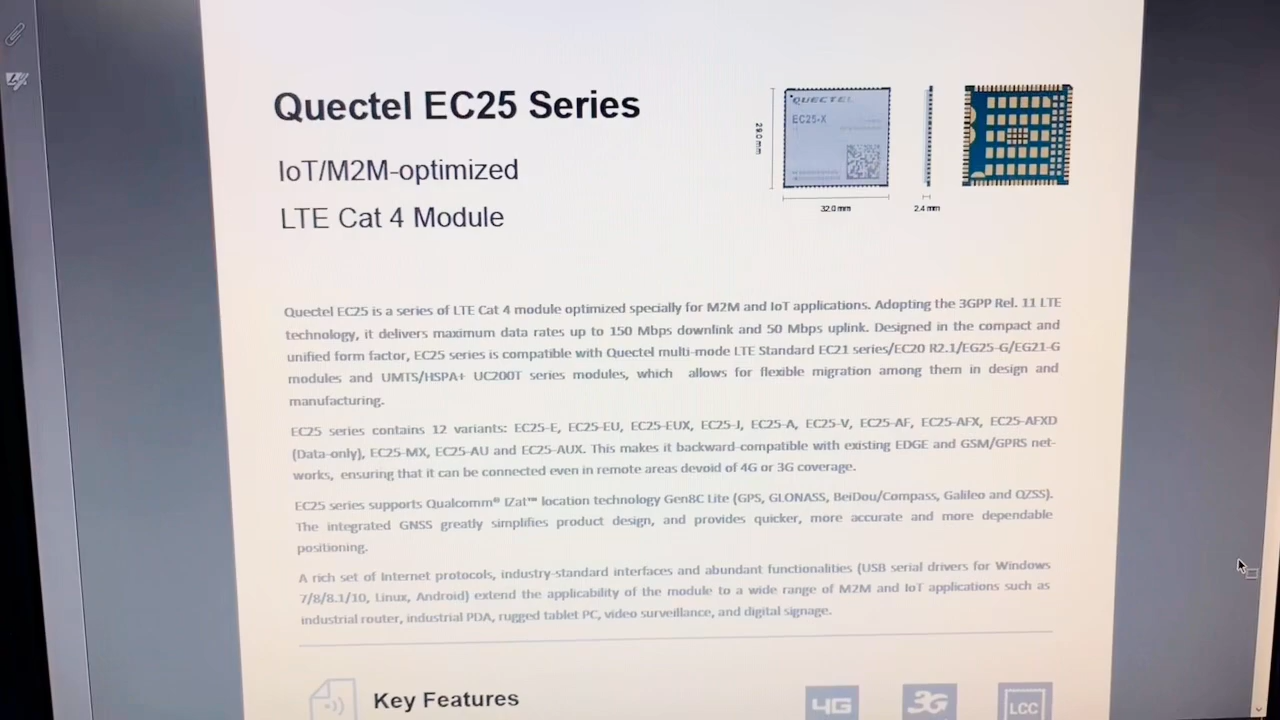 Quectel EC25 Series
IoT/M2M-optimized
LTE Cat 4 Module
QUECTEL
EC25-X
29.0 mm
32.0 mm
2.4 mm
Quectel EC25 is a series of LTE Cat 4 module optimized specially for M2M and IoT applications. Adopting the 3GPP Rel. 11 LTE
technology, it delivers maximum data rates up to 150 Mbps downlink and 50 Mbps uplink. Designed in the compact and
unified form factor, EC25 series is compatible with Quectel multi-mode LTE Standard EC21 series/EC20 R2.1/EG25-G/EG21-G
modules and UMTS/HSPA+ UC200T series modules, which allows for flexible migration among them in design and
manufacturing.
EC25 series contains 12 variants: EC25-E, EC25-EU, EC25-EUX, EC25-J, EC25-A, EC25-V, EC25-AF, EC25-AFX, EC25-AFXD
(Data-only), EC25-MX, EC25-AU and EC25-AUX. This makes it backward-compatible with existing EDGE and GSM/GPRS net-
works, ensuring that it can be connected even in remote areas devoid of 4G or 3G coverage.
EC25 series supports Qualcomm® IZat™ location technology Gen8C Lite (GPS, GLONASS, BeiDou/Compass, Galileo and QZSS).
The integrated GNSS greatly simplifies product design, and provides quicker, more accurate and more dependable
positioning.
A rich set of Internet protocols, industry-standard interfaces and abundant functionalities (USB serial drivers for Windows
7/8/8.1/10, Linux, Android) extend the applicability of the module to a wide range of M2M and IoT applications such as
industrial router, industrial PDA, rugged tablet PC, video surveillance, and digital signage.
Key Features
4G
3G
LCC